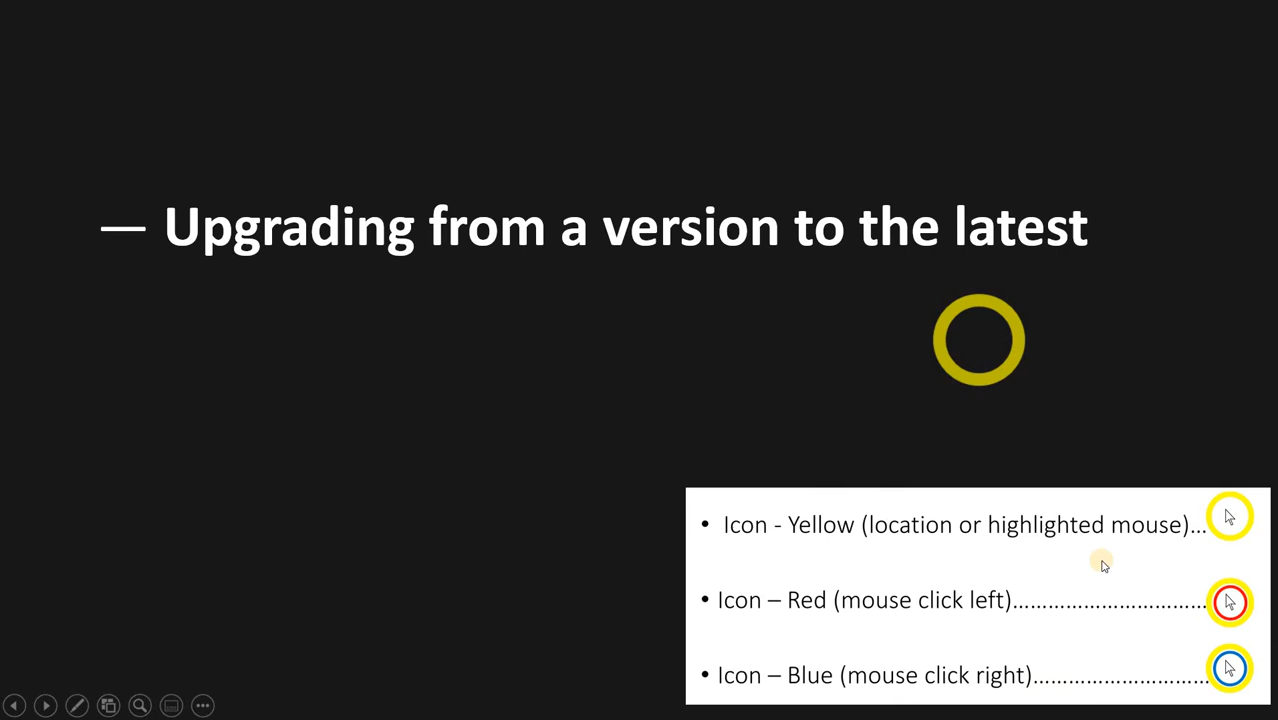 — Upgrading from a version to the latest
• Icon - Yellow (location or highlighted mouse)...
• Icon – Red (mouse click left).................................
• Icon – Blue (mouse click right)..............................